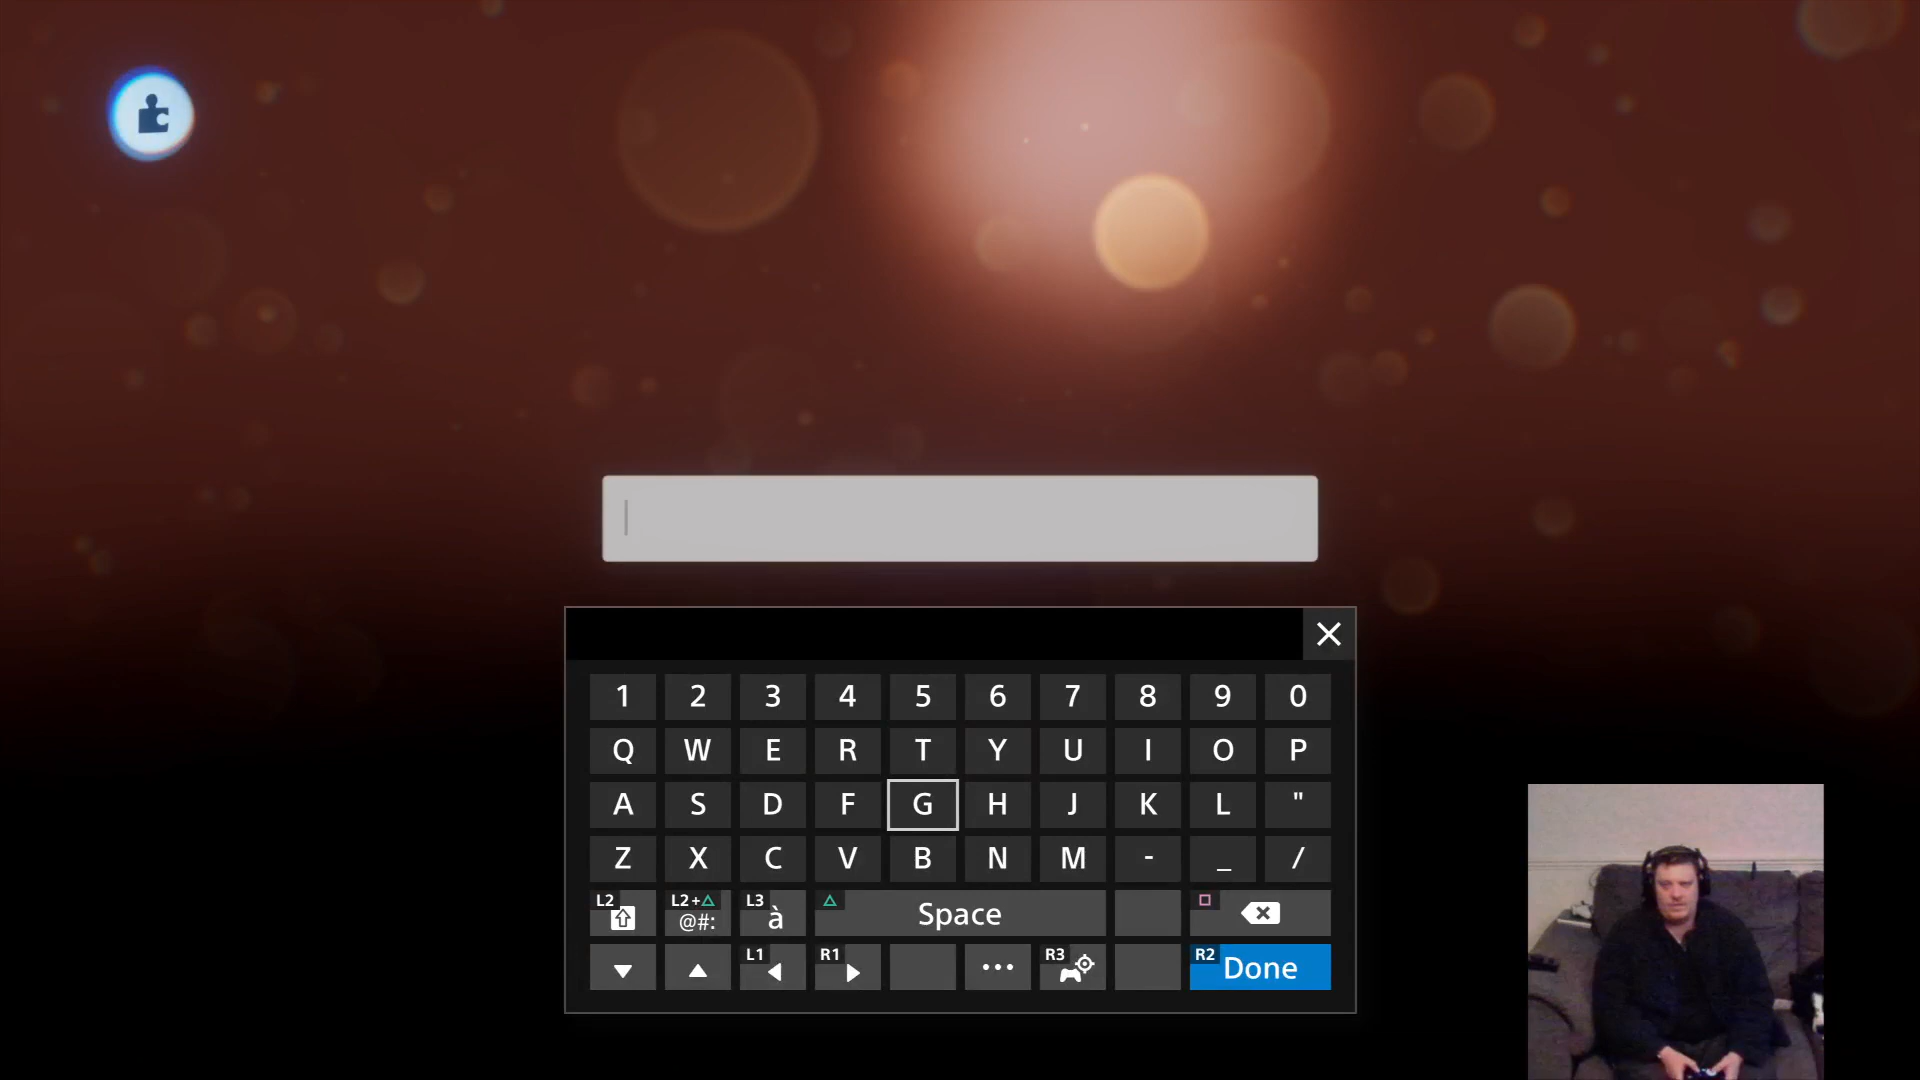 1 2 3 4 5 6 7 8 9 0
Q W E R T Y U I O P
A S D F G H J K L "
Z X C V B N M - _ /
L2 L2+△ @#: L3 à △ Space □
L1 R1 ... R3 R2 Done